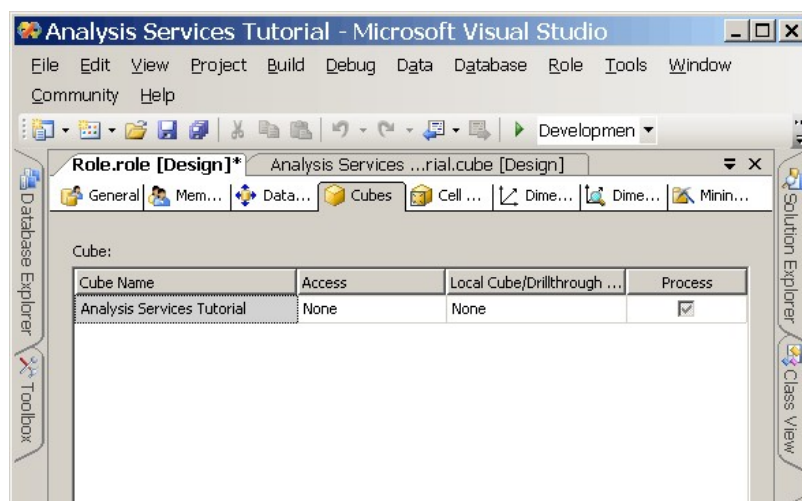 Analysis Services Tutorial - Microsoft Visual Studio
File Edit View Project Build Debug Data Database Role Tools Window
Community Help
Developmen
Role.role [Design]* Analysis Services ...rial.cube [Design]
General Mem... Data... Cubes Cell ... Dime... Dime... Minin...
Database Explorer
Toolbox
Cube:
Cube Name Access Local Cube/Drillthrough ... Process
Analysis Services Tutorial None None
Solution Explorer
Class View